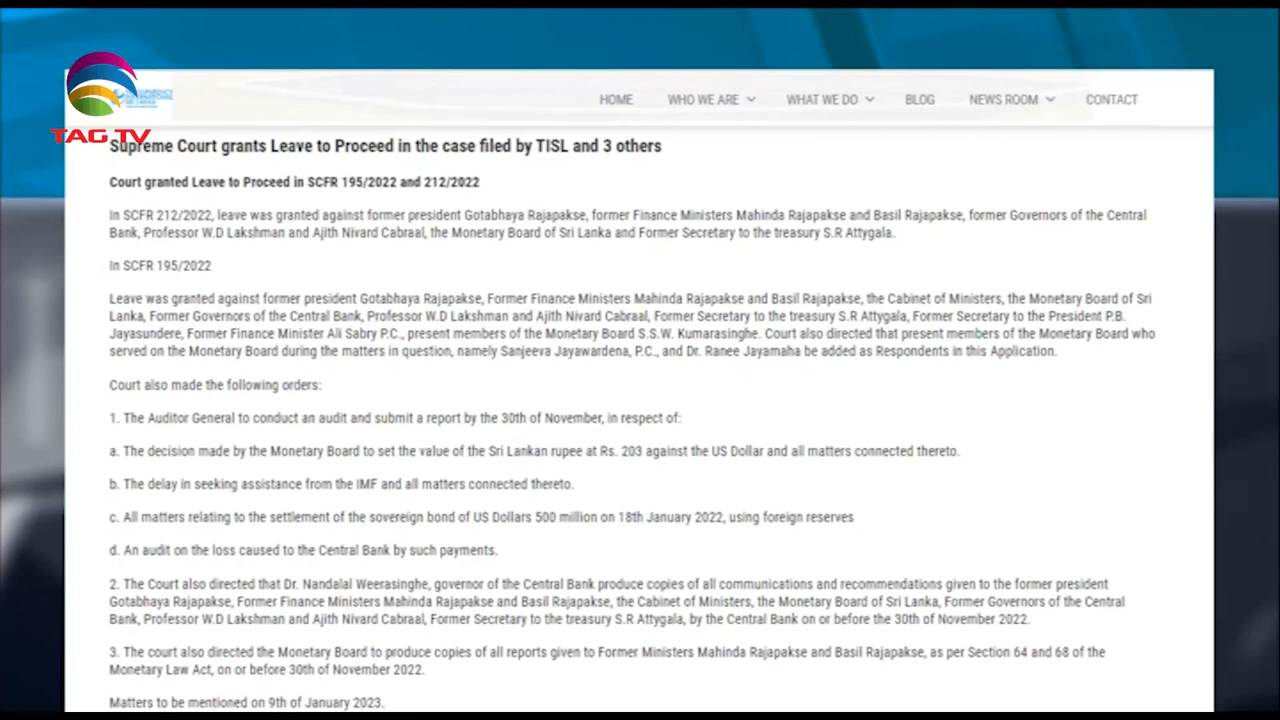 TAG TV
HOME WHO WE ARE WHAT WE DO BLOG NEWS ROOM CONTACT
Supreme Court grants Leave to Proceed in the case filed by TISL and 3 others
Court granted Leave to Proceed in SCFR 195/2022 and 212/2022
In SCFR 212/2022, leave was granted against former president Gotabhaya Rajapakse, former Finance Ministers Mahinda Rajapakse and Basil Rajapakse, former Governors of the Central
Bank, Professor W.D Lakshman and Ajith Nivard Cabraal, the Monetary Board of Sri Lanka and Former Secretary to the treasury S.R Attygala.
In SCFR 195/2022
Leave was granted against former president Gotabhaya Rajapakse, Former Finance Ministers Mahinda Rajapakse and Basil Rajapakse, the Cabinet of Ministers, the Monetary Board of Sri
Lanka, Former Governors of the Central Bank, Professor W.D Lakshman and Ajith Nivard Cabraal, Former Secretary to the treasury S.R Attygala, Former Secretary to the President P.B.
Jayasundere, Former Finance Minister Ali Sabry P.C., present members of the Monetary Board S.S.W. Kumarasinghe. Court also directed that present members of the Monetary Board who
served on the Monetary Board during the matters in question, namely Sanjeeva Jayawardena, P.C., and Dr. Ranee Jayamaha be added as Respondents in this Application.
Court also made the following orders:
1. The Auditor General to conduct an audit and submit a report by the 30th of November, in respect of:
a. The decision made by the Monetary Board to set the value of the Sri Lankan rupee at Rs. 203 against the US Dollar and all matters connected thereto.
b. The delay in seeking assistance from the IMF and all matters connected thereto.
c. All matters relating to the settlement of the sovereign bond of US Dollars 500 million on 18th January 2022, using foreign reserves
d. An audit on the loss caused to the Central Bank by such payments.
2. The Court also directed that Dr. Nandalal Weerasinghe, governor of the Central Bank produce copies of all communications and recommendations given to the former president
Gotabhaya Rajapakse, Former Finance Ministers Mahinda Rajapakse and Basil Rajapakse, the Cabinet of Ministers, the Monetary Board of Sri Lanka, Former Governors of the Central
Bank, Professor W.D Lakshman and Ajith Nivard Cabraal, Former Secretary to the treasury S.R Attygala, by the Central Bank on or before the 30th of November 2022.
3. The court also directed the Monetary Board to produce copies of all reports given to Former Ministers Mahinda Rajapakse and Basil Rajapakse, as per Section 64 and 68 of the
Monetary Law Act, on or before 30th of November 2022.
Matters to be mentioned on 9th of January 2023.